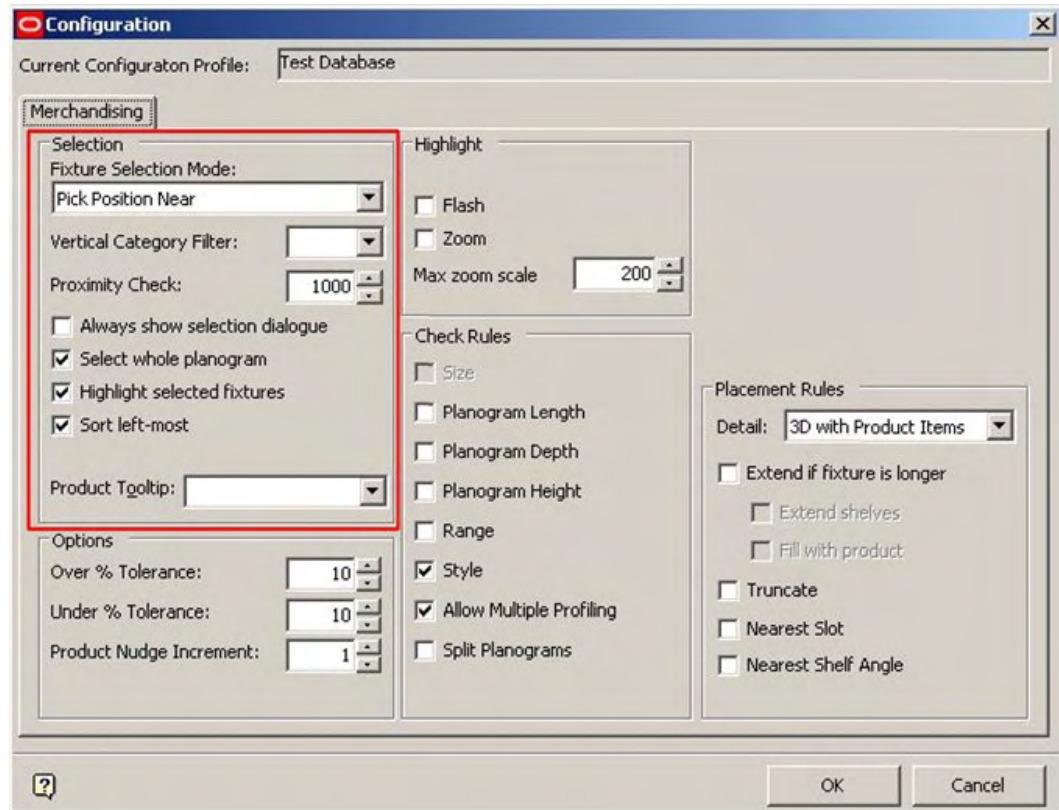 Configuration
Current Configuraton Profile: Test Database
Merchandising
Selection
Fixture Selection Mode:
Pick Position Near
Vertical Category Filter:
Proximity Check: 1000
Always show selection dialogue
Select whole planogram
Highlight selected fixtures
Sort left-most
Product Tooltip:
Options
Over % Tolerance: 10
Under % Tolerance: 10
Product Nudge Increment: 1
Highlight
Flash
Zoom
Max zoom scale 200
Check Rules
Size
Planogram Length
Planogram Depth
Planogram Height
Range
Style
Allow Multiple Profiling
Split Planograms
Placement Rules
Detail: 3D with Product Items
Extend if fixture is longer
Extend shelves
Fill with product
Truncate
Nearest Slot
Nearest Shelf Angle
OK Cancel